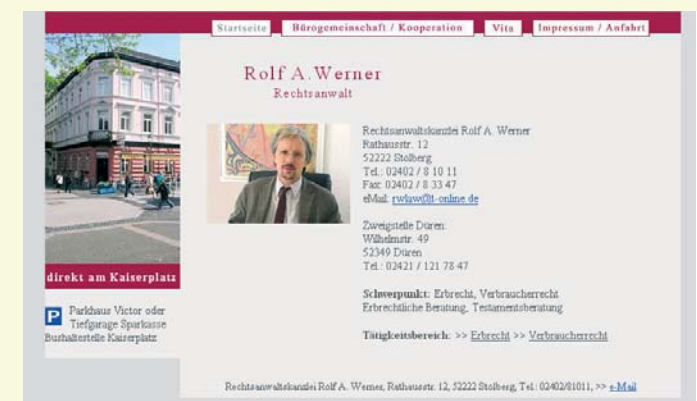 Startseite Bürogemeinschaft / Kooperation Vita Impressum / Anfahrt
Rolf A. Werner
Rechtsanwalt
Rechtsanwaltskanzlei Rolf A. Werner
Rathausstr. 12
52222 Stolberg
Tel.: 02402 / 8 10 11
Fax: 02402 / 8 33 47
eMail: rwlaw@t-online.de
Zweigstelle Düren:
Wilhelmstr. 49
52349 Düren
Tel.: 02421 / 121 78 47
Schwerpunkt: Erbrecht, Verbraucherrecht
Erbrechtliche Beratung, Testamentsberatung
Tätigkeitsbereich: >> Erbrecht >> Verbraucherrecht
direkt am Kaiserplatz
P Parkhaus Victor oder
Tiefgarage Sparkasse
Bushaltestelle Kaiserplatz
Rechtsanwaltskanzlei Rolf A. Werner, Rathausstr. 12, 52222 Stolberg, Tel.: 02402/81011, >> e-Mail